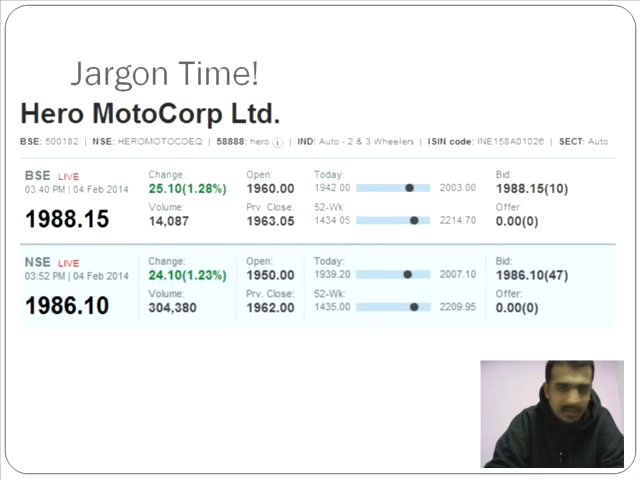 Jargon Time!
Hero MotoCorp Ltd.
BSE: 500182 | NSE: HEROMOTOCOEQ | 58888: hero i | IND: Auto - 2 & 3 Wheelers | ISIN code: INE158A01026 | SECT: Auto
BSE LIVE
03:40 PM | 04 Feb 2014
1988.15
Change:
25.10(1.28%)
Volume:
14,087
Open:
1960.00
Prv. Close:
1963.05
Today:
1942.00 2003.00
52-Wk:
1434.05 2214.70
Bid:
1988.15(10)
Offer:
0.00(0)
NSE LIVE
03:52 PM | 04 Feb 2014
1986.10
Change:
24.10(1.23%)
Volume:
304,380
Open:
1950.00
Prv. Close:
1962.00
Today:
1939.20 2007.10
52-Wk:
1435.00 2209.95
Bid:
1986.10(47)
Offer:
0.00(0)